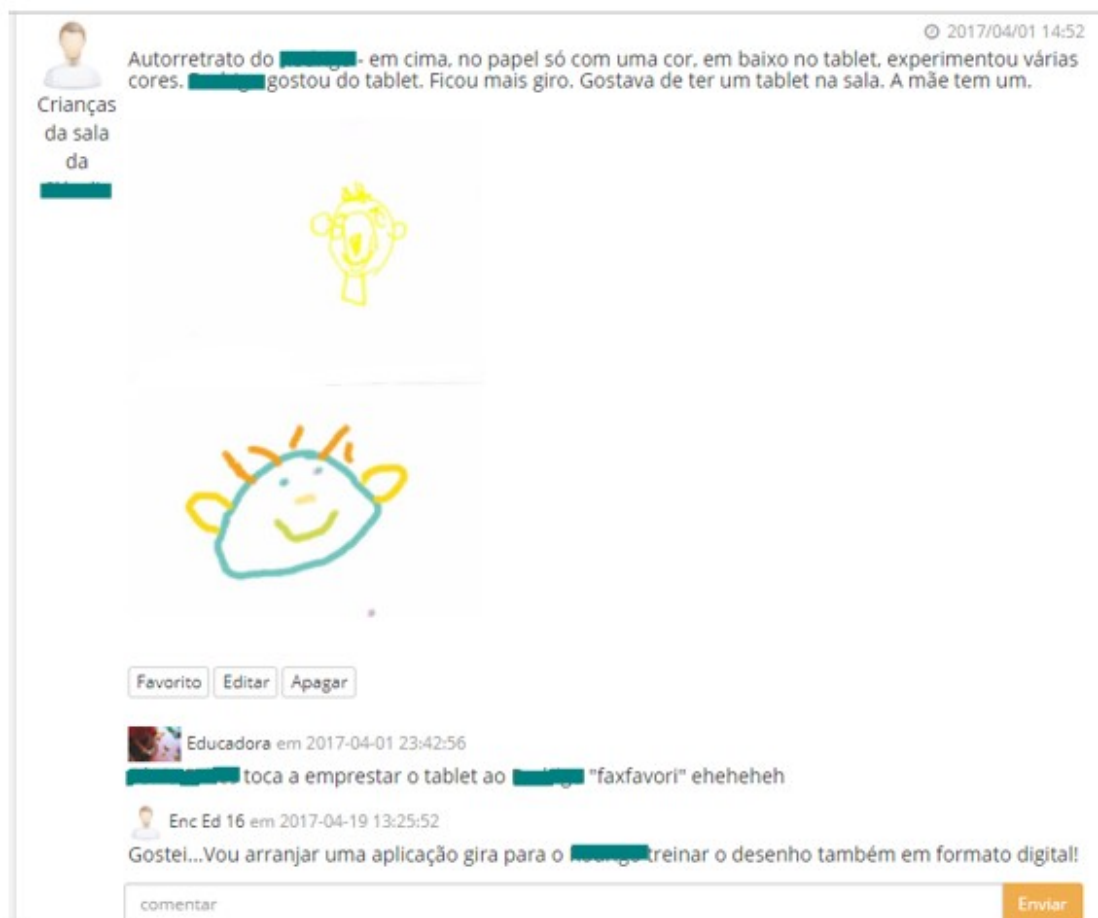 2017/04/01 14:52
Autorretrato do - em cima, no papel só com uma cor, em baixo no tablet, experimentou várias
cores. gostou do tablet. Ficou mais giro. Gostava de ter um tablet na sala. A mãe tem um.
Crianças
da sala
da
Favorito Editar Apagar
Educadora em 2017-04-01 23:42:56
toca a emprestar o tablet ao "faxfavori" eheheheh
Enc Ed 16 em 2017-04-19 13:25:52
Gostei...Vou arranjar uma aplicação gira para o treinar o desenho também em formato digital!
comentar Enviar